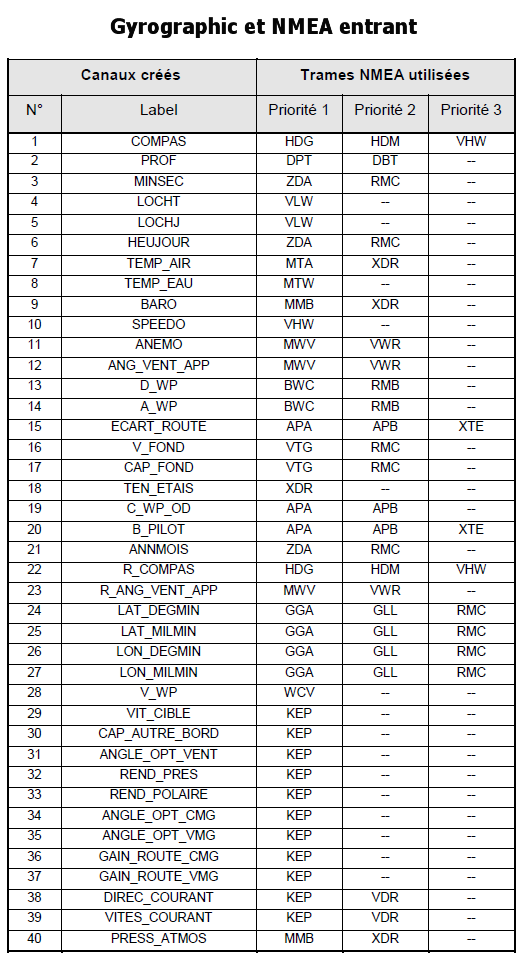 Gyrographic et NMEA entrant
Canaux créés Trames NMEA utilisées
N° Label Priorité 1 Priorité 2 Priorité 3
1 COMPAS HDG HDM VHW
2 PROF DPT DBT --
3 MINSEC ZDA RMC --
4 LOCHT VLW -- --
5 LOCHJ VLW -- --
6 HEUJOUR ZDA RMC --
7 TEMP_AIR MTA XDR --
8 TEMP_EAU MTW -- --
9 BARO MMB XDR --
10 SPEEDO VHW -- --
11 ANEMO MWV VWR --
12 ANG_VENT_APP MWV VWR --
13 D_WP BWC RMB --
14 A_WP BWC RMB --
15 ECART_ROUTE APA APB XTE
16 V_FOND VTG RMC --
17 CAP_FOND VTG RMC --
18 TEN_ETAIS XDR -- --
19 C_WP_OD APA APB --
20 B_PILOT APA APB XTE
21 ANNMOIS ZDA RMC --
22 R_COMPAS HDG HDM VHW
23 R_ANG_VENT_APP MWV VWR --
24 LAT_DEGMIN GGA GLL RMC
25 LAT_MILMIN GGA GLL RMC
26 LON_DEGMIN GGA GLL RMC
27 LON_MILMIN GGA GLL RMC
28 V_WP WCV -- --
29 VIT_CIBLE KEP -- --
30 CAP_AUTRE_BORD KEP -- --
31 ANGLE_OPT_VENT KEP -- --
32 REND_PRES KEP -- --
33 REND_POLAIRE KEP -- --
34 ANGLE_OPT_CMG KEP -- --
35 ANGLE_OPT_VMG KEP -- --
36 GAIN_ROUTE_CMG KEP -- --
37 GAIN_ROUTE_VMG KEP -- --
38 DIREC_COURANT KEP VDR --
39 VITES_COURANT KEP VDR --
40 PRESS_ATMOS MMB XDR --